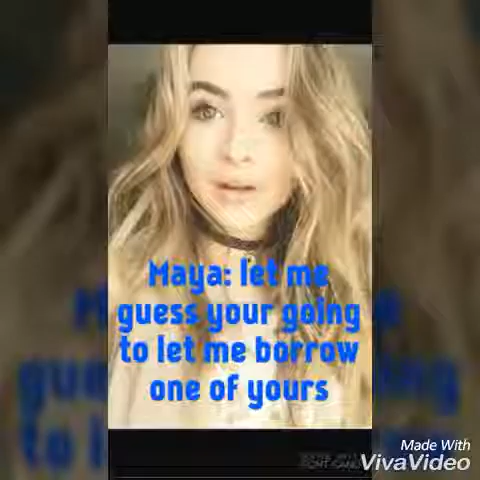 Maya: let me
guess your going
to let me borrow
one of yours
Made With
VivaVideo